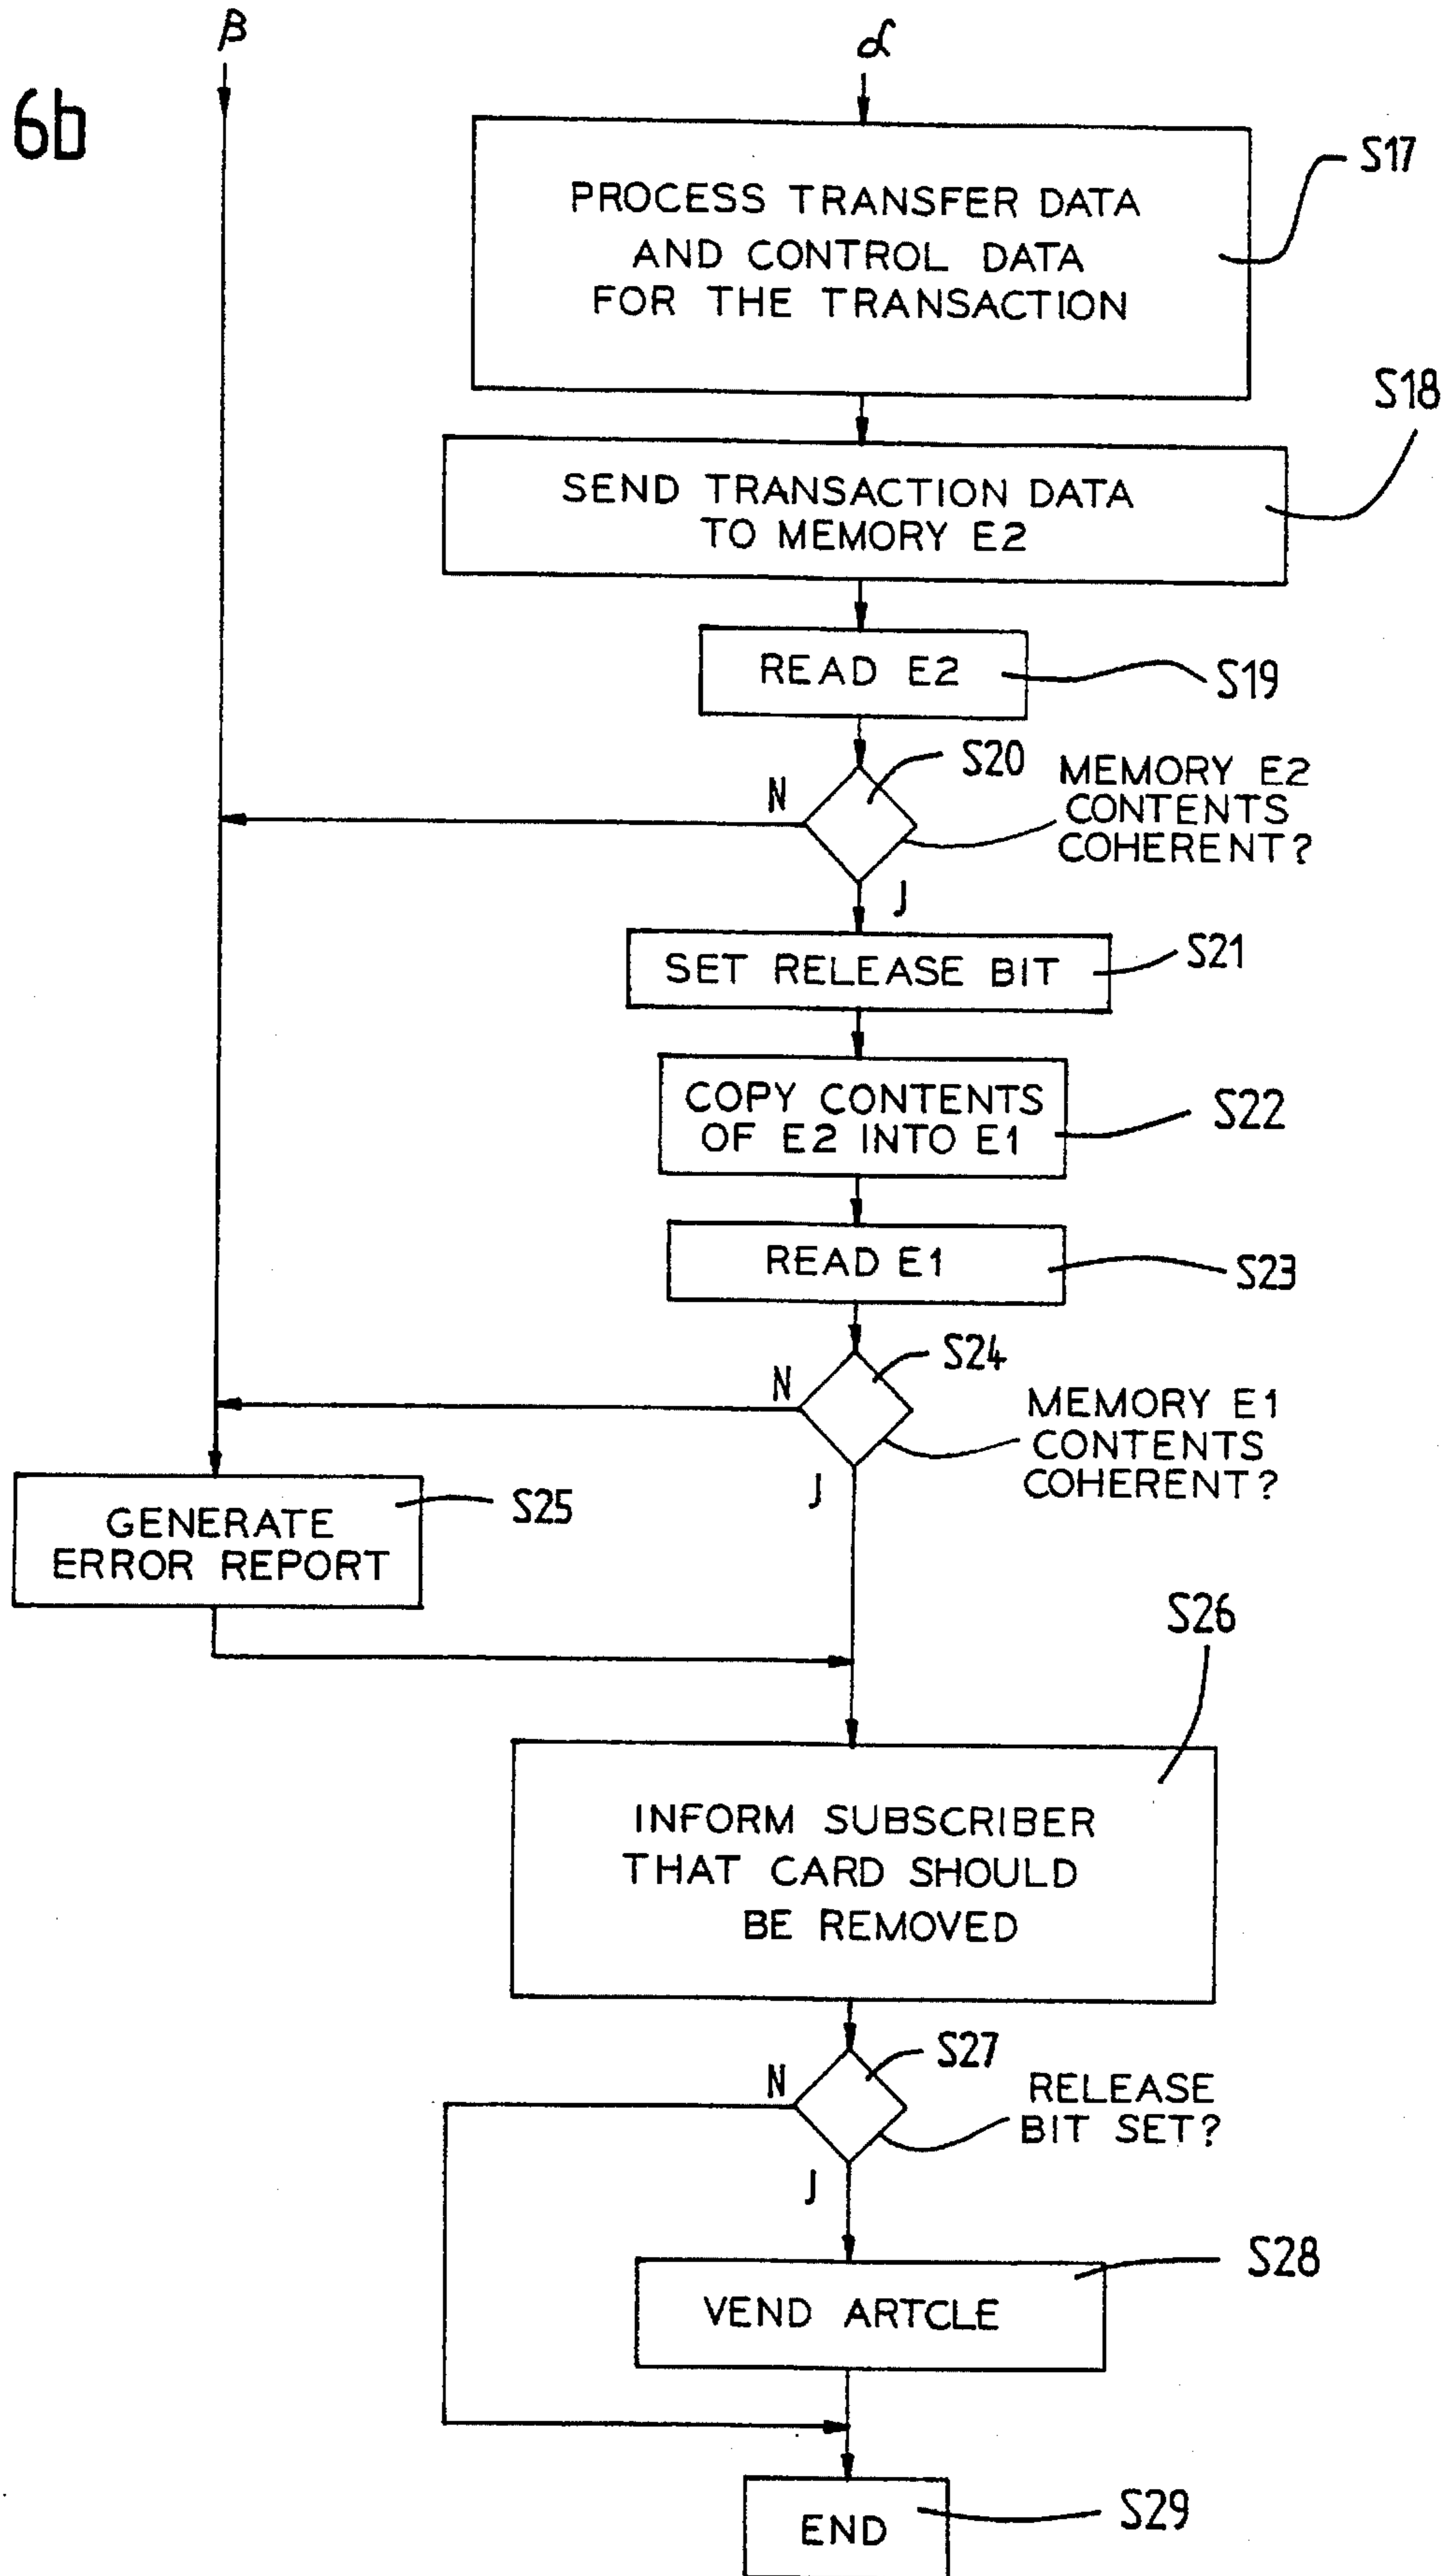 β
α
6b
PROCESS TRANSFER DATA
AND CONTROL DATA
FOR THE TRANSACTION
S17
S18
SEND TRANSACTION DATA
TO MEMORY E2
READ E2
S19
S20
N
MEMORY E2
CONTENTS
COHERENT?
J
SET RELEASE BIT
S21
COPY CONTENTS
OF E2 INTO E1
S22
READ E1
S23
S24
N
MEMORY E1
CONTENTS
COHERENT?
J
GENERATE
ERROR REPORT
S25
S26
INFORM SUBSCRIBER
THAT CARD SHOULD
BE REMOVED
S27
N
RELEASE
BIT SET?
J
S28
VEND ARTCLE
END
S29